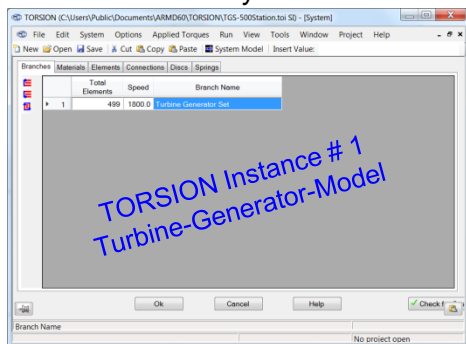 TORSION (C:\Users\Public\Documents\ARMD60\TORSION\TGS-500Station.toi SI) - [System]
File Edit System Options Applied Torques Run View Tools Window Project Help
New Open Save Cut Copy Paste System Model Insert Value:
Branches Materials Elements Connections Discs Springs
Total Elements Speed Branch Name
1 499 1800.0 Turbine Generator Set
TORSION Instance # 1
Turbine-Generator-Model
Ok Cancel Help Check
Branch Name
No project open